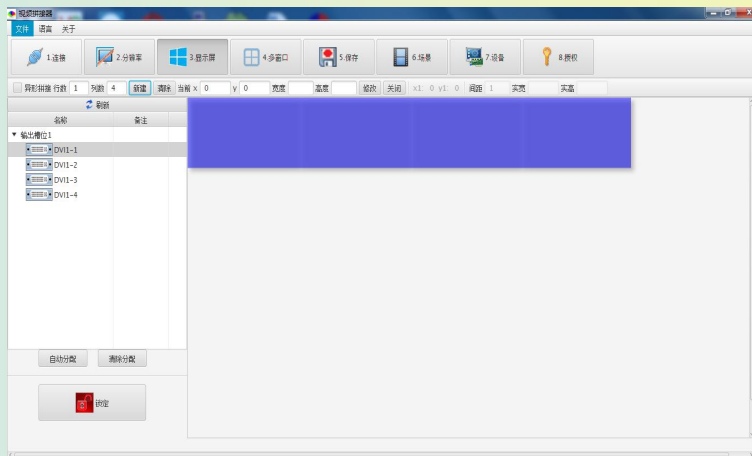 视频拼接器
文件 语言 关于
1.连接 2.分辨率 3.显示屏 4.多窗口 5.保存 6.场景 7.设备 8.授权
异形拼接 行数 1 列数 4 新建 清除 当前 x 0 y 0 宽度 高度 修改 关闭 x1: 0 y1: 0 间距 1 实宽 实高
刷新
名称 备注
输出槽位1
DVI1-1
DVI1-2
DVI1-3
DVI1-4
自动分配 清除分配
锁定